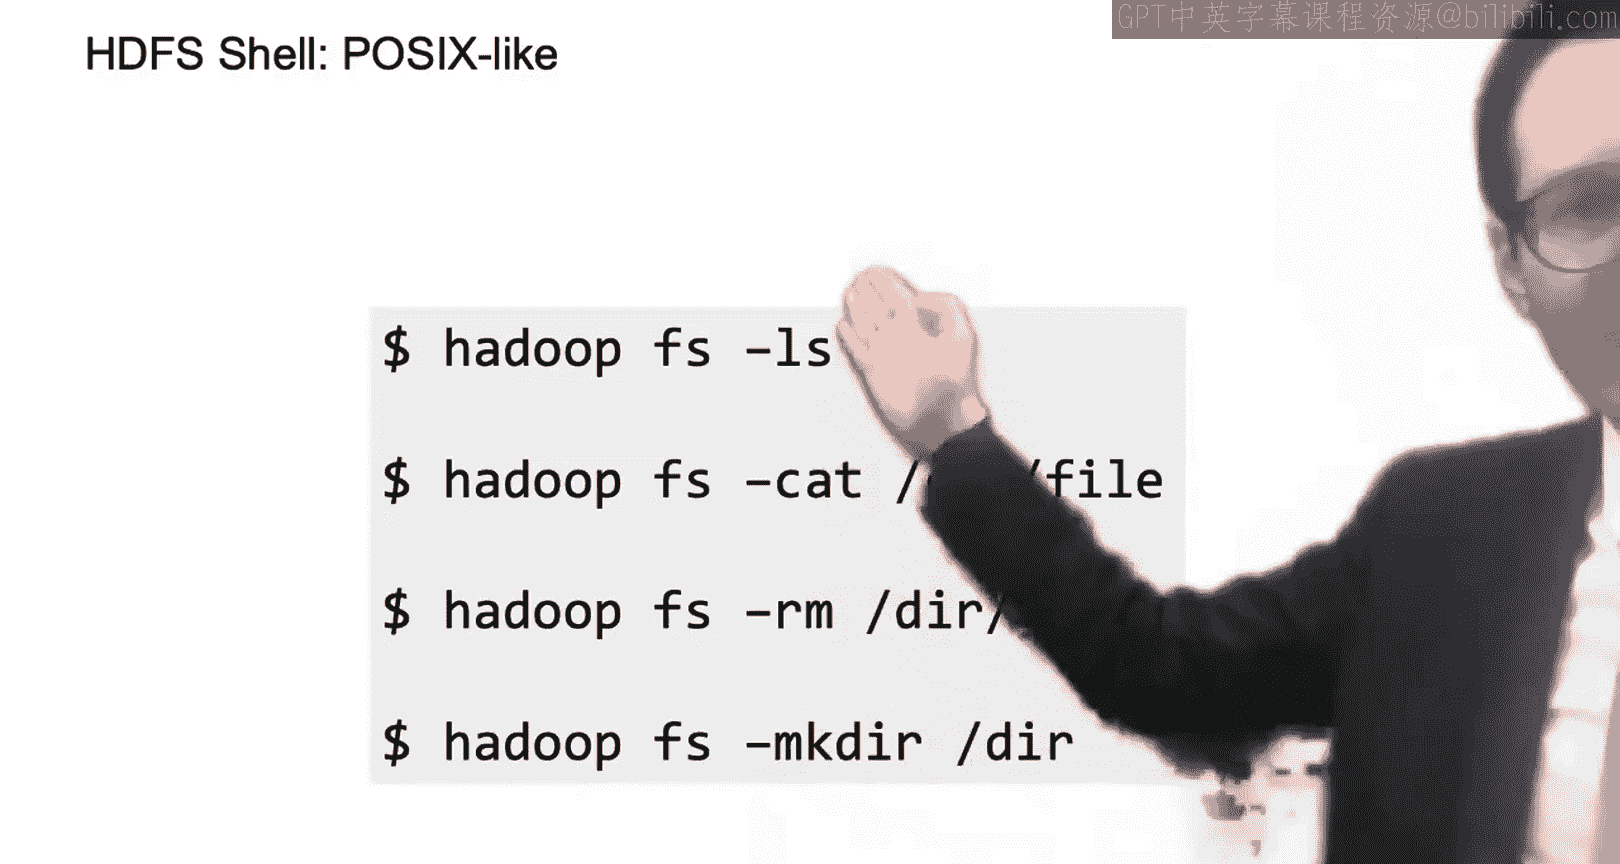 GPT中英字幕课程资源@bilibili.com
HDFS Shell: POSIX-like
$ hadoop fs –ls
$ hadoop fs –cat / /file
$ hadoop fs –rm /dir/
$ hadoop fs –mkdir /dir